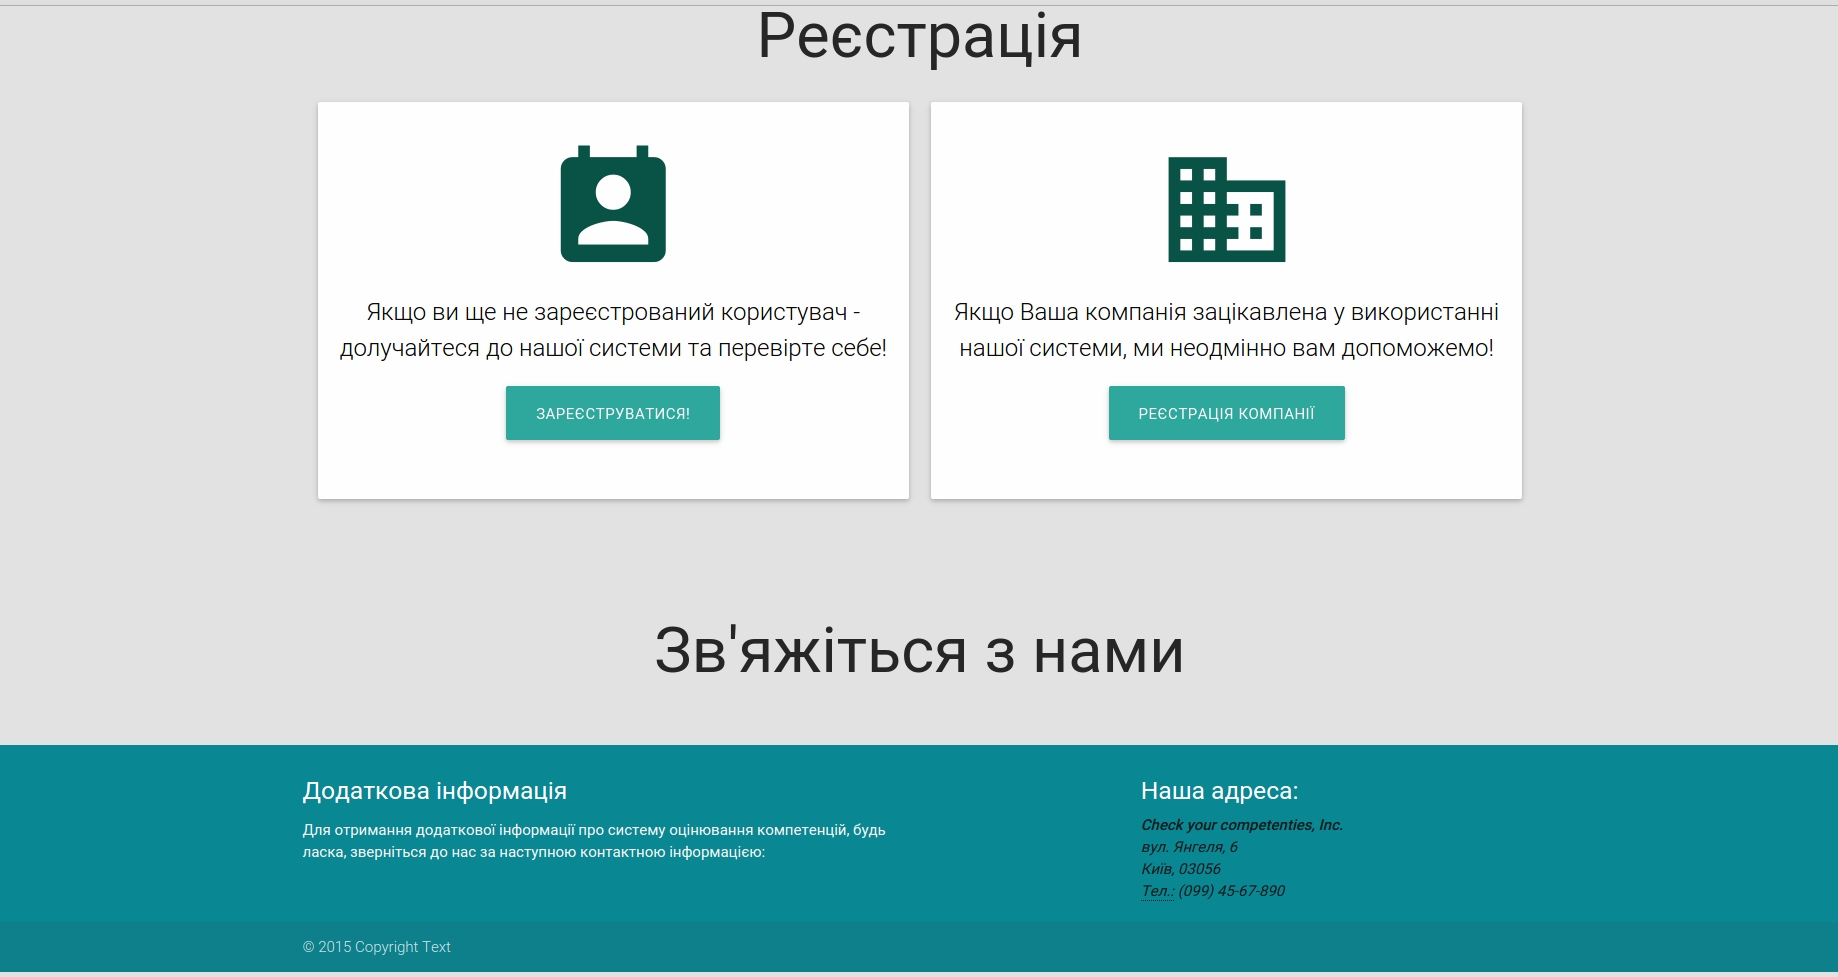 Реєстрація
Якщо ви ще не зареєстрований користувач -
долучайтеся до нашої системи та перевірте себе!
ЗАРЕЄСТРУВАТИСЯ!
Якщо Ваша компанія зацікавлена у використанні
нашої системи, ми неодмінно вам допоможемо!
РЕЄСТРАЦІЯ КОМПАНІЇ
Зв'яжіться з нами
Додаткова інформація
Для отримання додаткової інформації про систему оцінювання компетенцій, будь
ласка, зверніться до нас за наступною контактною інформацією:
Наша адреса:
Check your competenties, Inc.
вул. Янгеля, 6
Київ, 03056
Тел.: (099) 45-67-890
© 2015 Copyright Text